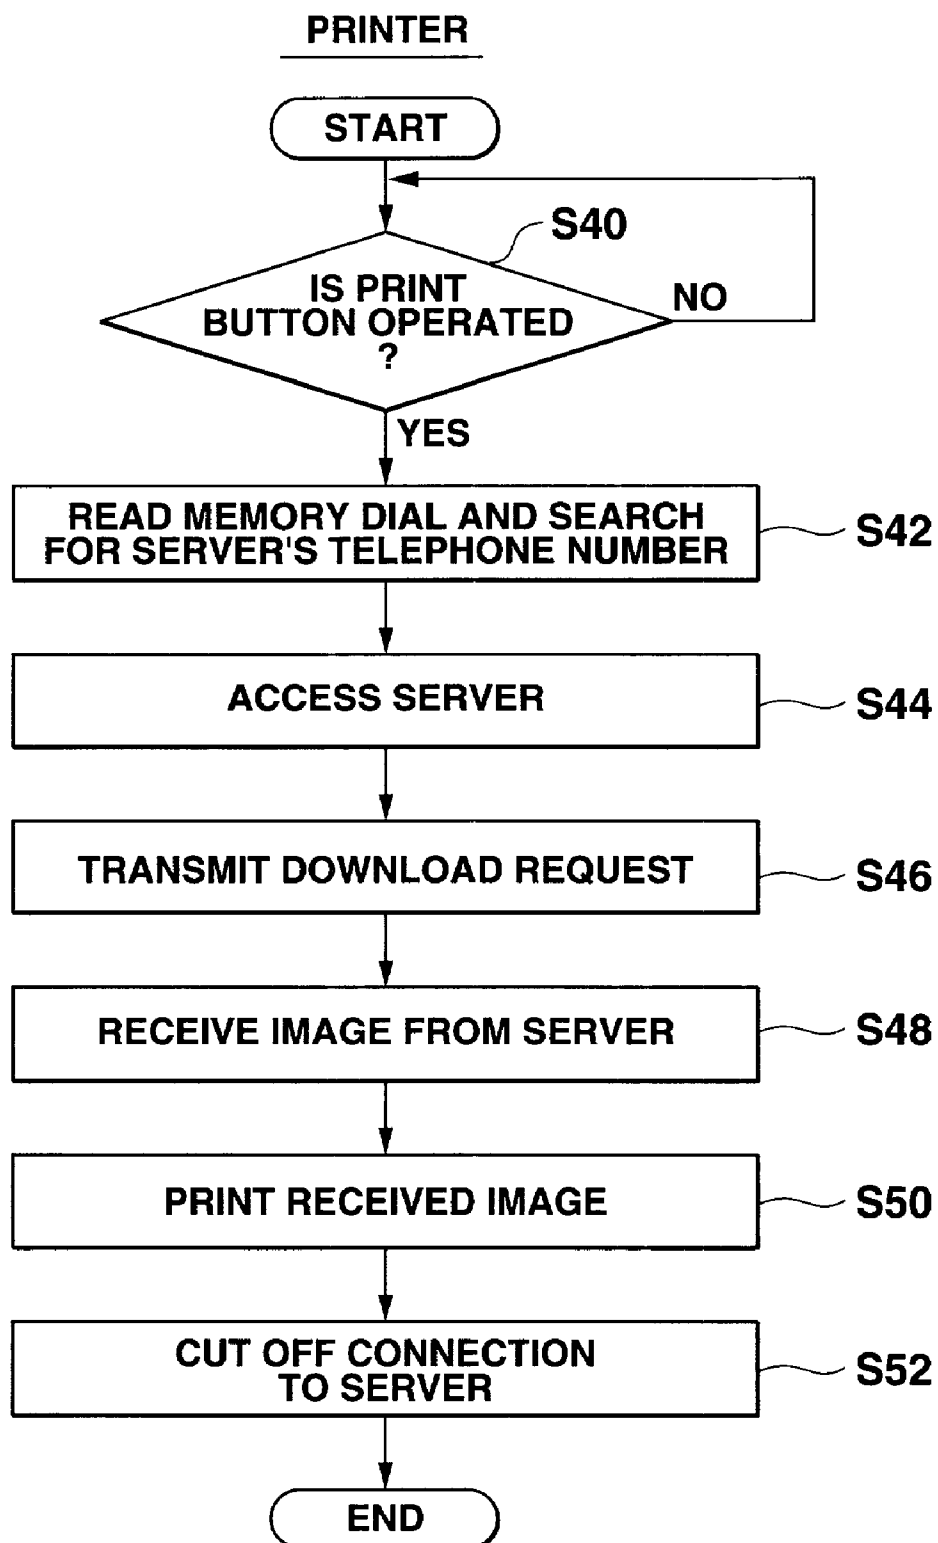 PRINTER
START
S40
IS PRINT
BUTTON OPERATED
?
NO
YES
READ MEMORY DIAL AND SEARCH
FOR SERVER'S TELEPHONE NUMBER
S42
ACCESS SERVER
S44
TRANSMIT DOWNLOAD REQUEST
S46
RECEIVE IMAGE FROM SERVER
S48
PRINT RECEIVED IMAGE
S50
CUT OFF CONNECTION
TO SERVER
S52
END